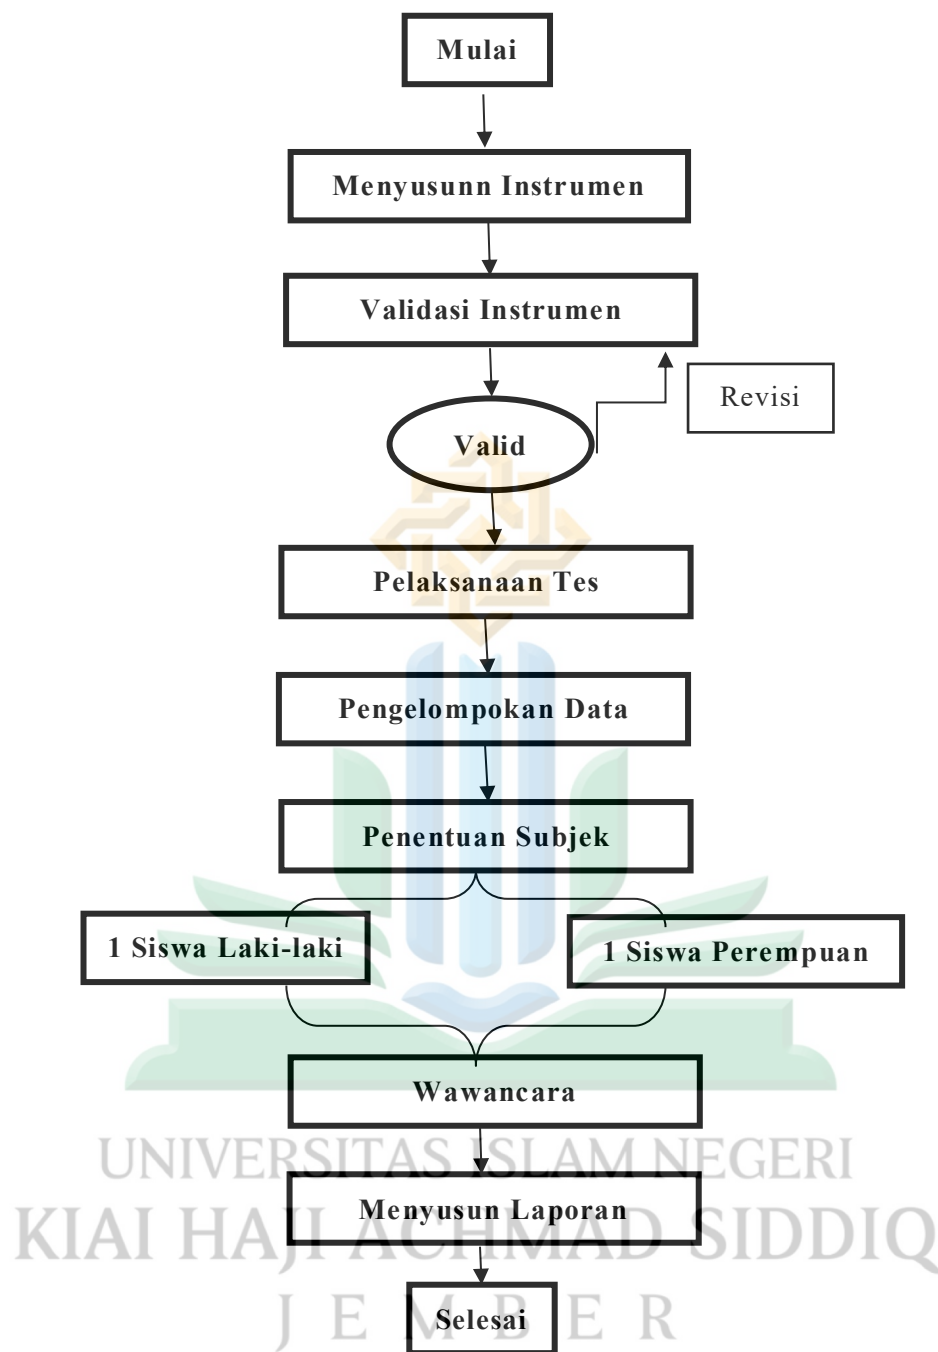 Mulai
Menyusunn Instrumen
Validasi Instrumen
Revisi
Valid
Pelaksanaan Tes
Pengelompokan Data
Penentuan Subjek
1 Siswa Laki-laki
1 Siswa Perempuan
Wawancara
UNIVERSITAS ISLAM NEGERI
Menyusun Laporan
KIAI HAJI ACHMAD SIDDIQ
Selesai
JEMBER